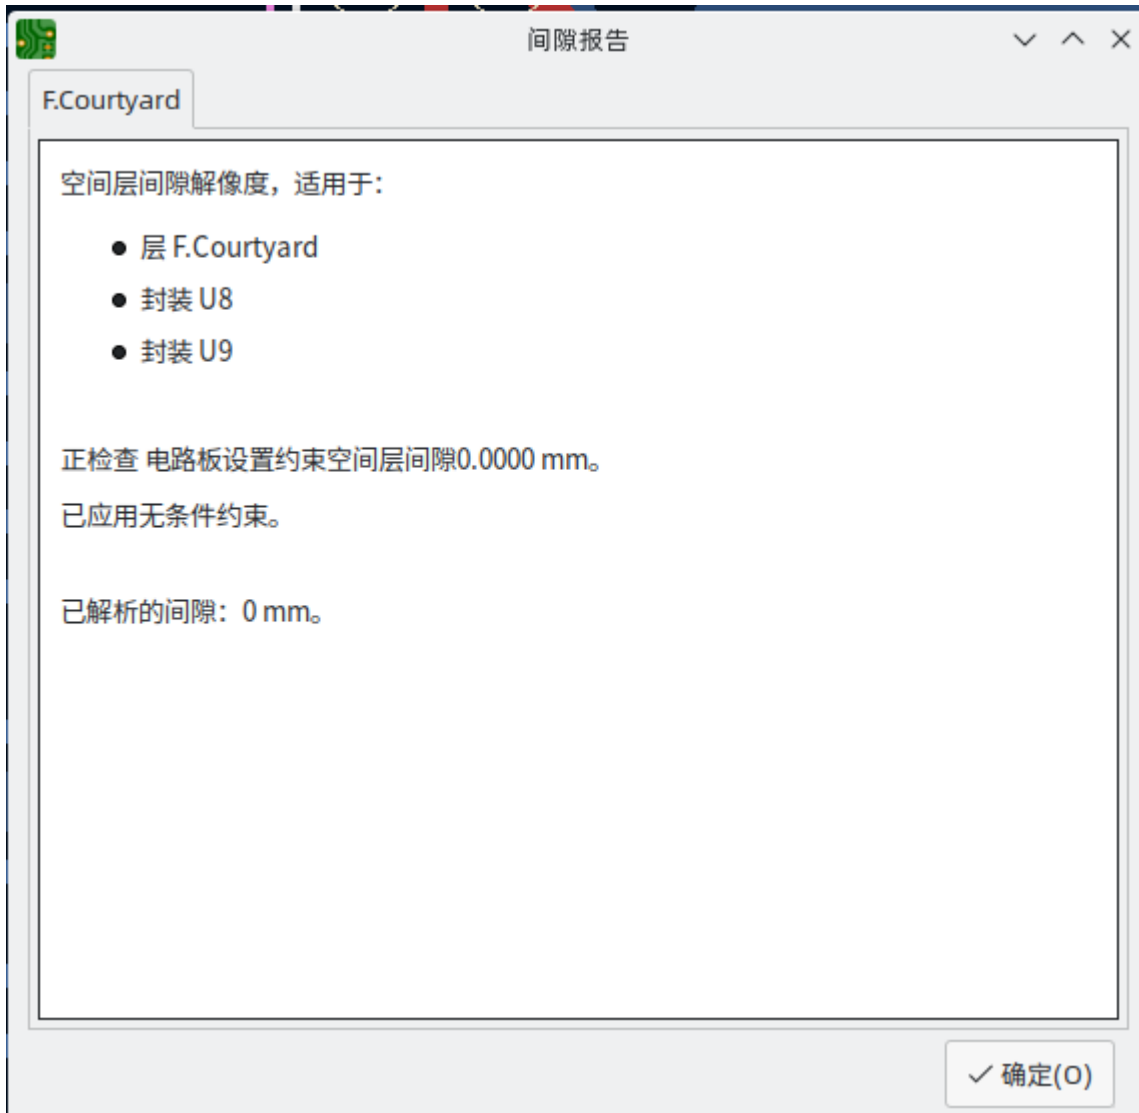 间隙报告
F.Courtyard
空间层间隙解像度，适用于：
● 层 F.Courtyard
● 封装 U8
● 封装 U9
正检查 电路板设置约束空间层间隙0.0000 mm。
已应用无条件约束。
已解析的间隙：0 mm。
确定(O)